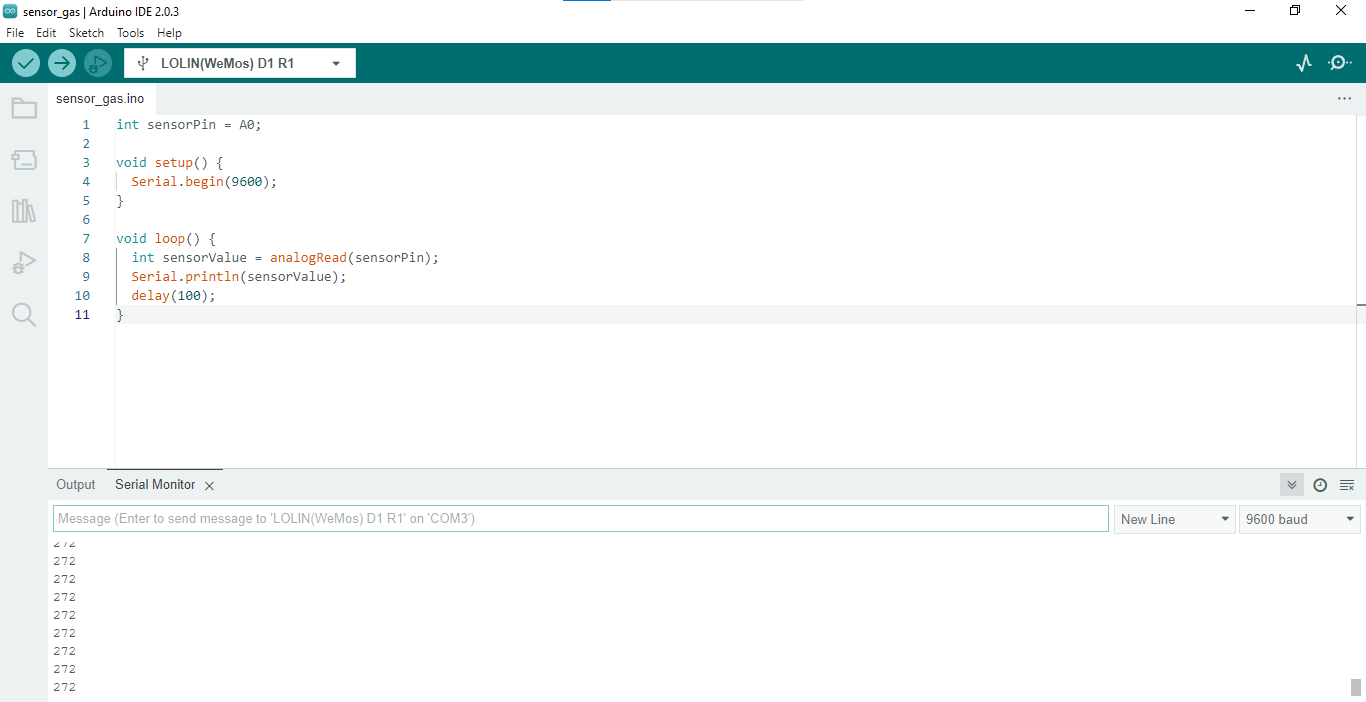 sensor_gas | Arduino IDE 2.0.3
File Edit Sketch Tools Help
LOLIN(WeMos) D1 R1
sensor_gas.ino
1 int sensorPin = A0;
2
3 void setup() {
4 Serial.begin(9600);
5 }
6
7 void loop() {
8 int sensorValue = analogRead(sensorPin);
9 Serial.println(sensorValue);
10 delay(100);
11 }
Output Serial Monitor
Message (Enter to send message to 'LOLIN(WeMos) D1 R1' on 'COM3')
New Line 9600 baud
272
272
272
272
272
272
272
272
272